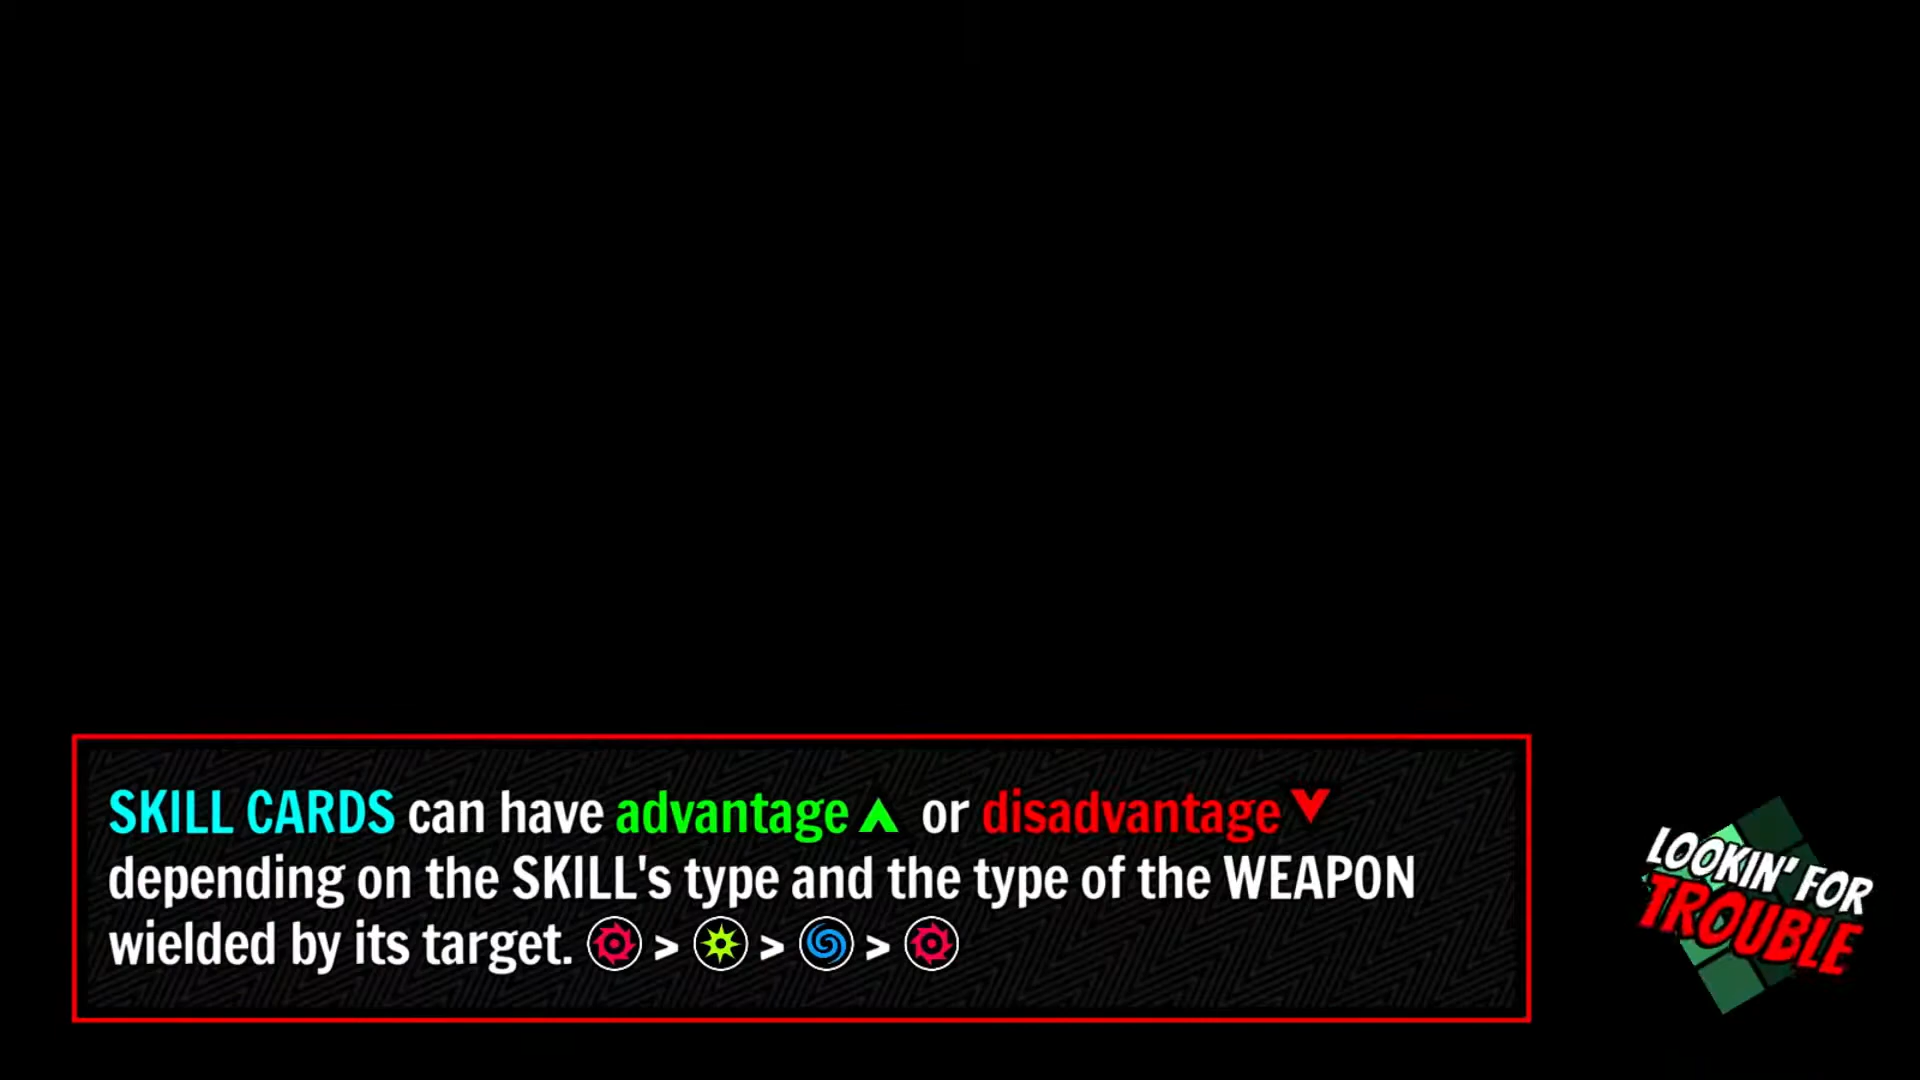 SKILL CARDS can have advantage or disadvantage
depending on the SKILL's type and the type of the WEAPON
wielded by its target. > > >
LOOKIN' FOR
TROUBLE